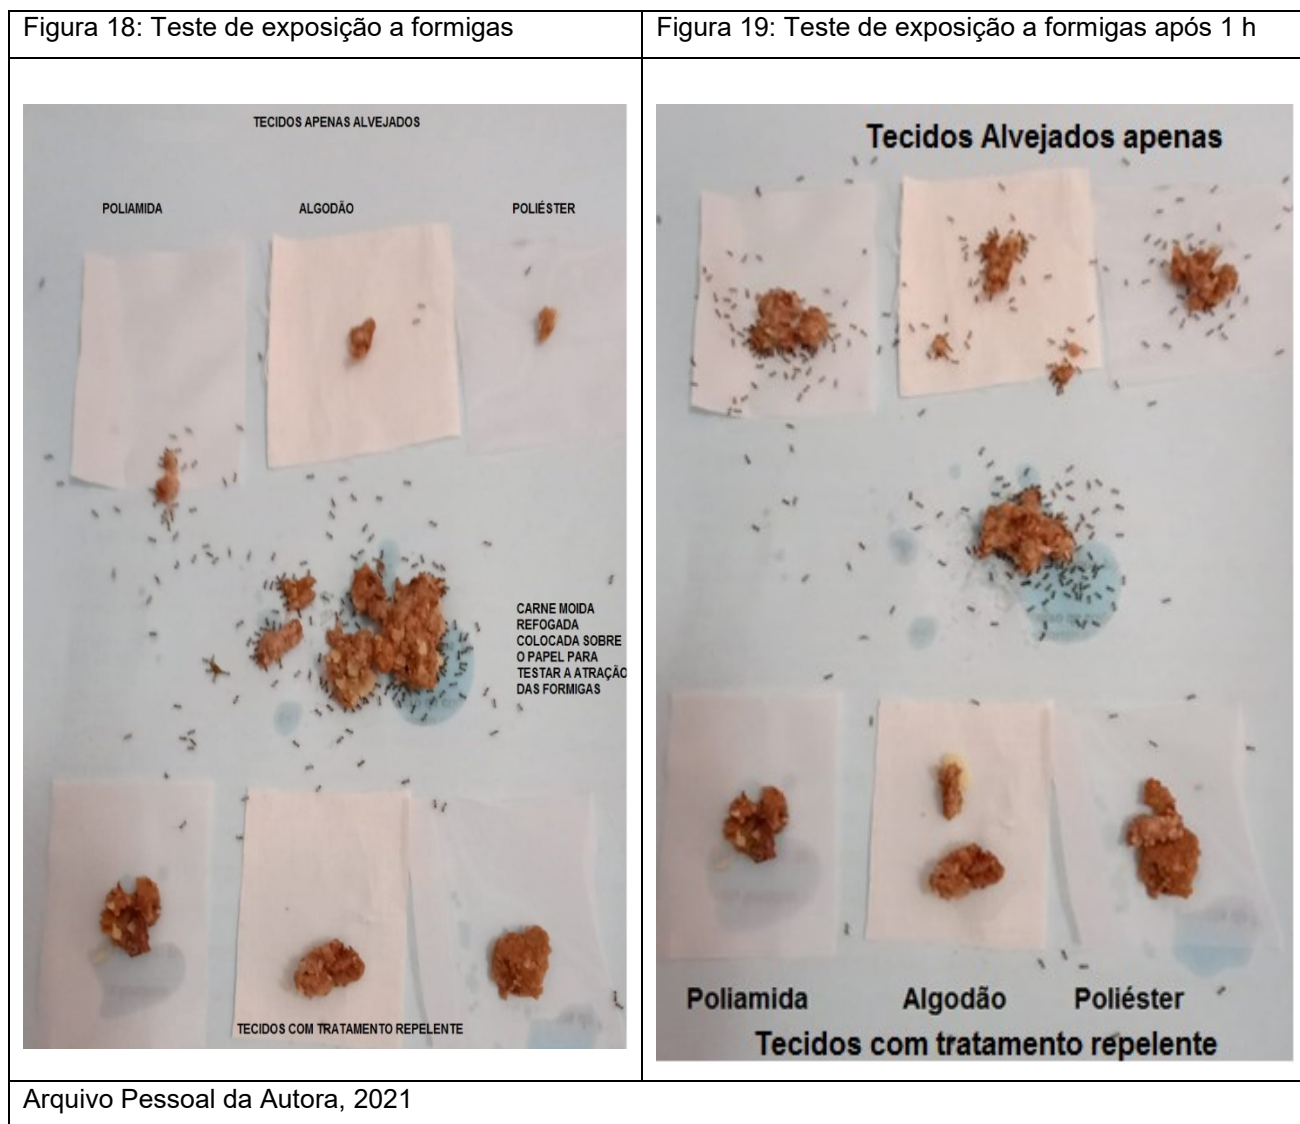 Figura 18: Teste de exposição a formigas
Figura 19: Teste de exposição a formigas após 1 h
TECIDOS APENAS ALVEJADOS
POLIAMIDA
ALGODÃO
POLIÉSTER
CARNE MOIDA
REFOGADA
COLOCADA SOBRE
O PAPEL PARA
TESTAR A ATRAÇÃO
DAS FORMIGAS
TECIDOS COM TRATAMENTO REPELENTE
Tecidos Alvejados apenas
Poliamida
Algodão
Poliéster
Tecidos com tratamento repelente
Arquivo Pessoal da Autora, 2021